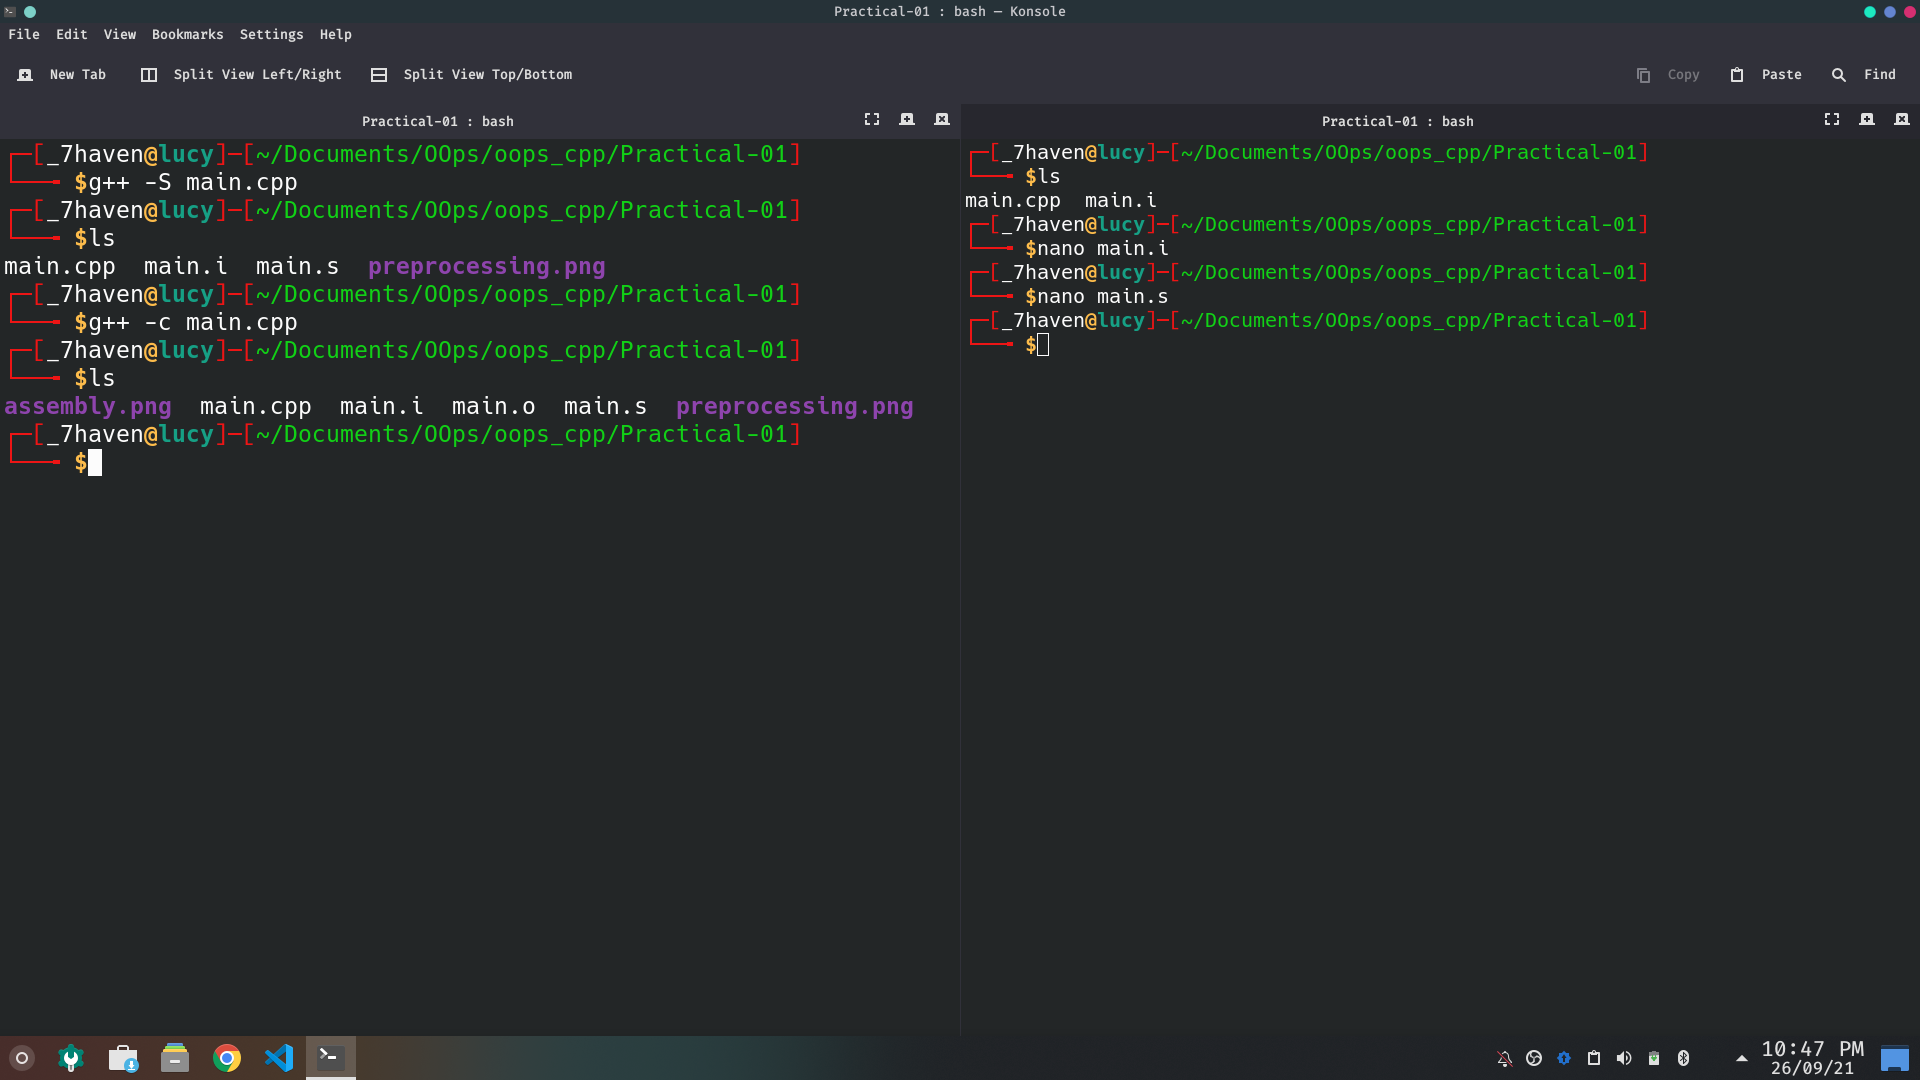 Practical-01 : bash — Konsole
File Edit View Bookmarks Settings Help
New Tab Split View Left/Right Split View Top/Bottom Copy Paste Find
Practical-01 : bash
[_7haven@lucy]-[~/Documents/OOps/oops_cpp/Practical-01]
$g++ -S main.cpp
[_7haven@lucy]-[~/Documents/OOps/oops_cpp/Practical-01]
$ls
main.cpp main.i main.s preprocessing.png
[_7haven@lucy]-[~/Documents/OOps/oops_cpp/Practical-01]
$g++ -c main.cpp
[_7haven@lucy]-[~/Documents/OOps/oops_cpp/Practical-01]
$ls
assembly.png main.cpp main.i main.o main.s preprocessing.png
[_7haven@lucy]-[~/Documents/OOps/oops_cpp/Practical-01]
$
Practical-01 : bash
[_7haven@lucy]-[~/Documents/OOps/oops_cpp/Practical-01]
$ls
main.cpp main.i
[_7haven@lucy]-[~/Documents/OOps/oops_cpp/Practical-01]
$nano main.i
[_7haven@lucy]-[~/Documents/OOps/oops_cpp/Practical-01]
$nano main.s
[_7haven@lucy]-[~/Documents/OOps/oops_cpp/Practical-01]
$
10:47 PM
26/09/21